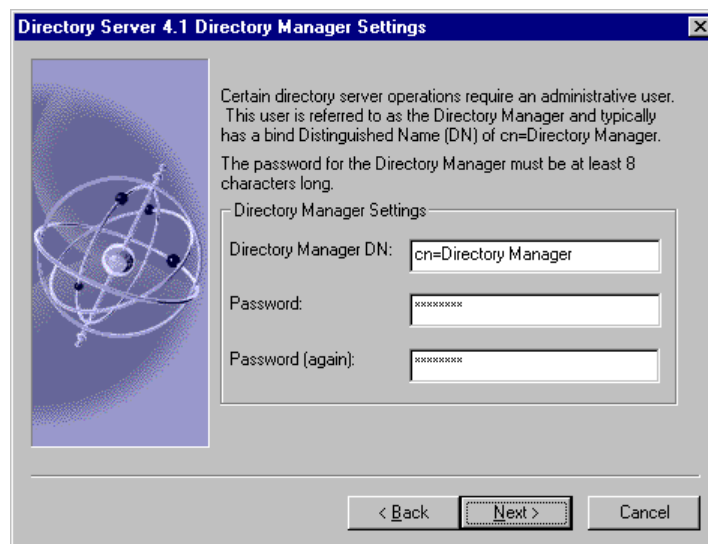 Directory Server 4.1 Directory Manager Settings
Certain directory server operations require an administrative user.
This user is referred to as the Directory Manager and typically
has a bind Distinguished Name (DN) of cn=Directory Manager.
The password for the Directory Manager must be at least 8
characters long.
Directory Manager Settings
Directory Manager DN: cn=Directory Manager
Password: ********
Password (again): ********
< Back Next > Cancel